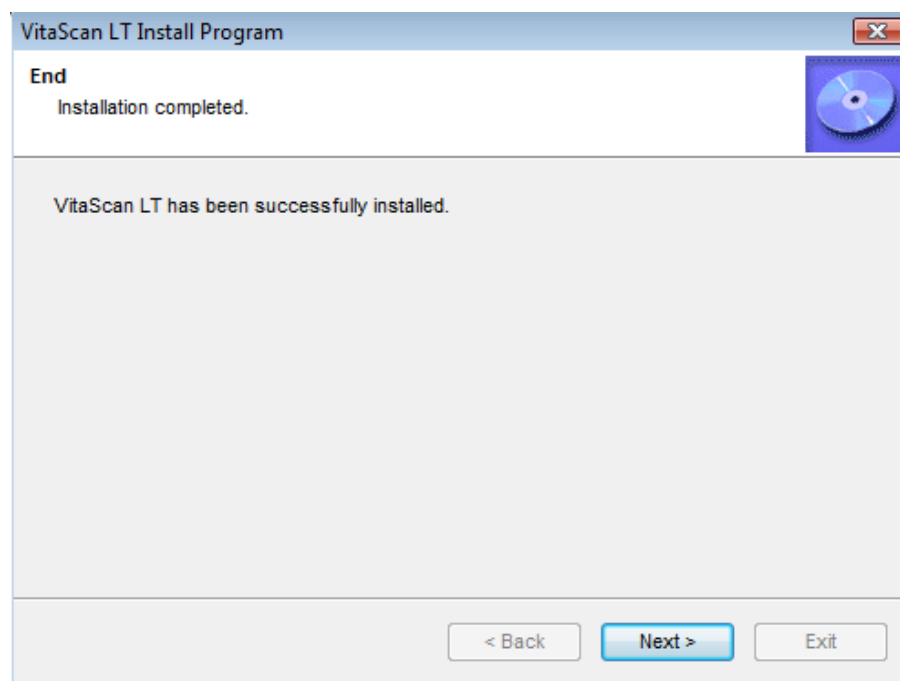 VitaScan LT Install Program
End
Installation completed.
VitaScan LT has been successfully installed.
< Back Next > Exit